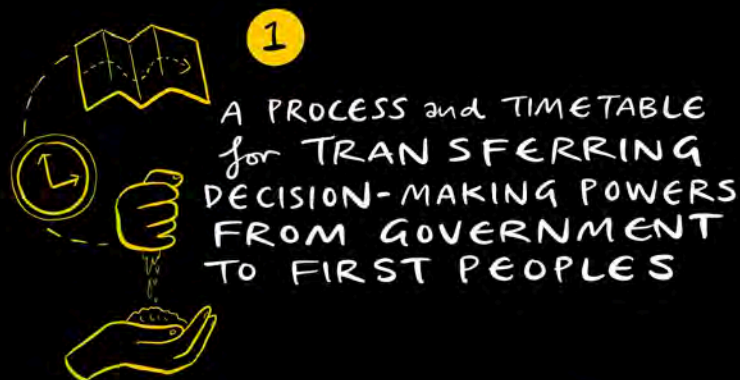 1
A PROCESS and TIMETABLE
for TRANSFERRING
DECISION-MAKING POWERS
FROM GOVERNMENT
TO FIRST PEOPLES